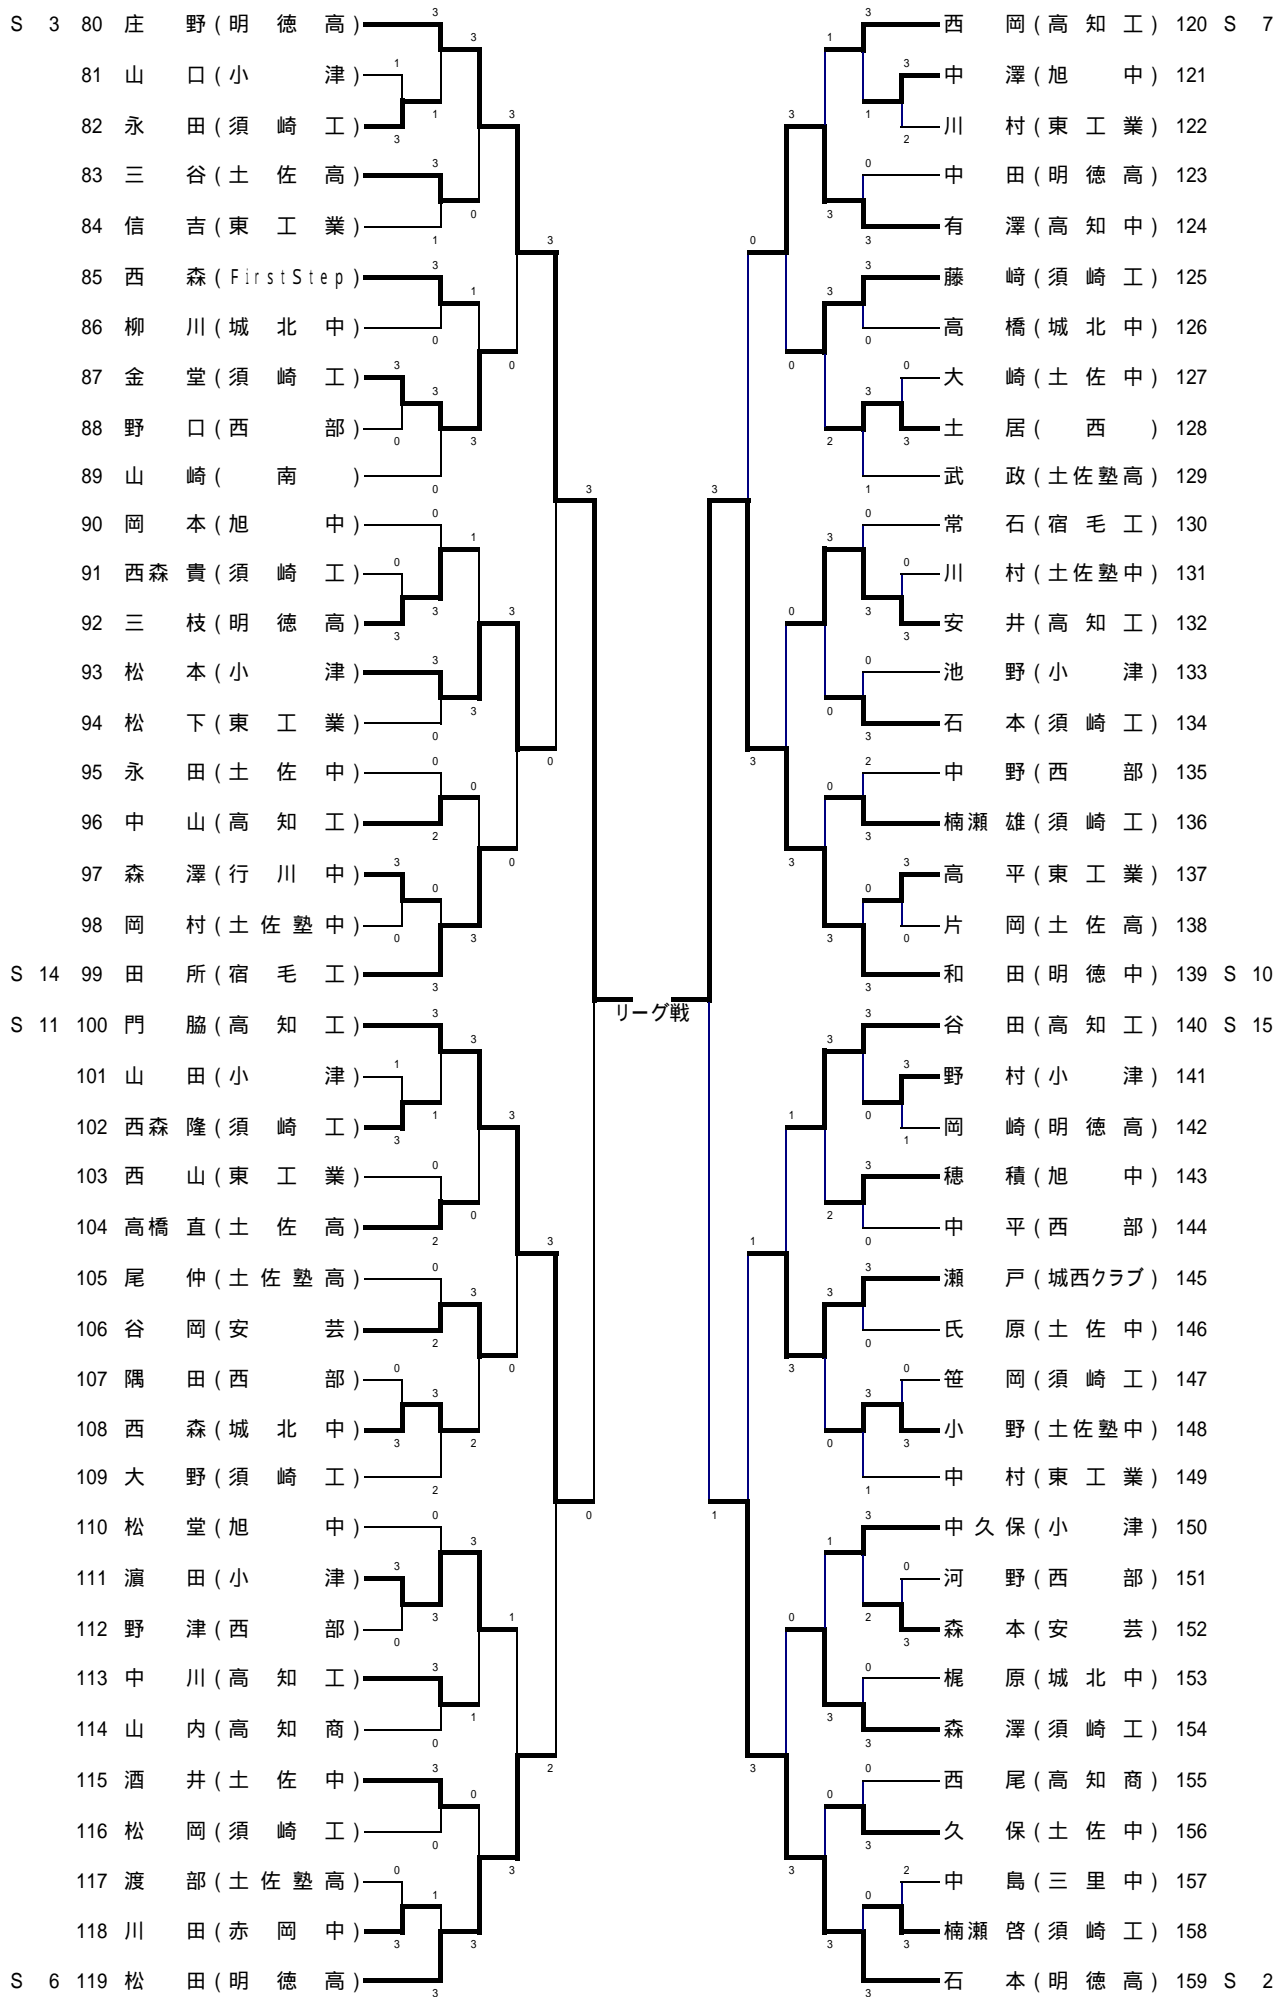 S 3 80 庄 野(明 徳 高)
81 山 口(小 津)
82 永 田(須 崎 工)
83 三 谷(土 佐 高)
84 信 吉(東 工 業)
85 西 森(FirstStep)
86 柳 川(城 北 中)
87 金 堂(須 崎 工)
88 野 口(西 部)
89 山 崎( 南 )
90 岡 本(旭 中)
91 西森 貴(須 崎 工)
92 三 枝(明 徳 高)
93 松 本(小 津)
94 松 下(東 工 業)
95 永 田(土 佐 中)
96 中 山(高 知 工)
97 森 澤(行 川 中)
98 岡 村(土 佐 塾 中)
S 14 99 田 所(宿 毛 工)
S 11 100 門 脇(高 知 工)
101 山 田(小 津)
102 西森 隆(須 崎 工)
103 西 山(東 工 業)
104 高橋 直(土 佐 高)
105 尾 仲(土 佐 塾 高)
106 谷 岡(安 芸)
107 隅 田(西 部)
108 西 森(城 北 中)
109 大 野(須 崎 工)
110 松 堂(旭 中)
111 濵 田(小 津)
112 野 津(西 部)
113 中 川(高 知 工)
114 山 内(高 知 商)
115 酒 井(土 佐 中)
116 松 岡(須 崎 工)
117 渡 部(土 佐 塾 高)
118 川 田(赤 岡 中)
S 6 119 松 田(明 徳 高)
リーグ戦
西 岡(高 知 工) 120 S 7
中 澤(旭 中) 121
川 村(東 工 業) 122
中 田(明 徳 高) 123
有 澤(高 知 中) 124
藤 﨑(須 崎 工) 125
高 橋(城 北 中) 126
大 崎(土 佐 中) 127
土 居( 西 ) 128
武 政(土佐塾高) 129
常 石(宿 毛 工) 130
川 村(土佐塾中) 131
安 井(高 知 工) 132
池 野(小 津) 133
石 本(須 崎 工) 134
中 野(西 部) 135
楠瀬 雄(須 崎 工) 136
高 平(東 工 業) 137
片 岡(土 佐 高) 138
和 田(明 徳 中) 139 S 10
谷 田(高 知 工) 140 S 15
野 村(小 津) 141
岡 崎(明 徳 高) 142
穂 積(旭 中) 143
中 平(西 部) 144
瀬 戸(城西クラブ) 145
氏 原(土 佐 中) 146
笹 岡(須 崎 工) 147
小 野(土佐塾中) 148
中 村(東 工 業) 149
中 久 保(小 津) 150
河 野(西 部) 151
森 本(安 芸) 152
梶 原(城 北 中) 153
森 澤(須 崎 工) 154
西 尾(高 知 商) 155
久 保(土 佐 中) 156
中 島(三 里 中) 157
楠瀬 啓(須 崎 工) 158
石 本(明 徳 高) 159 S 2